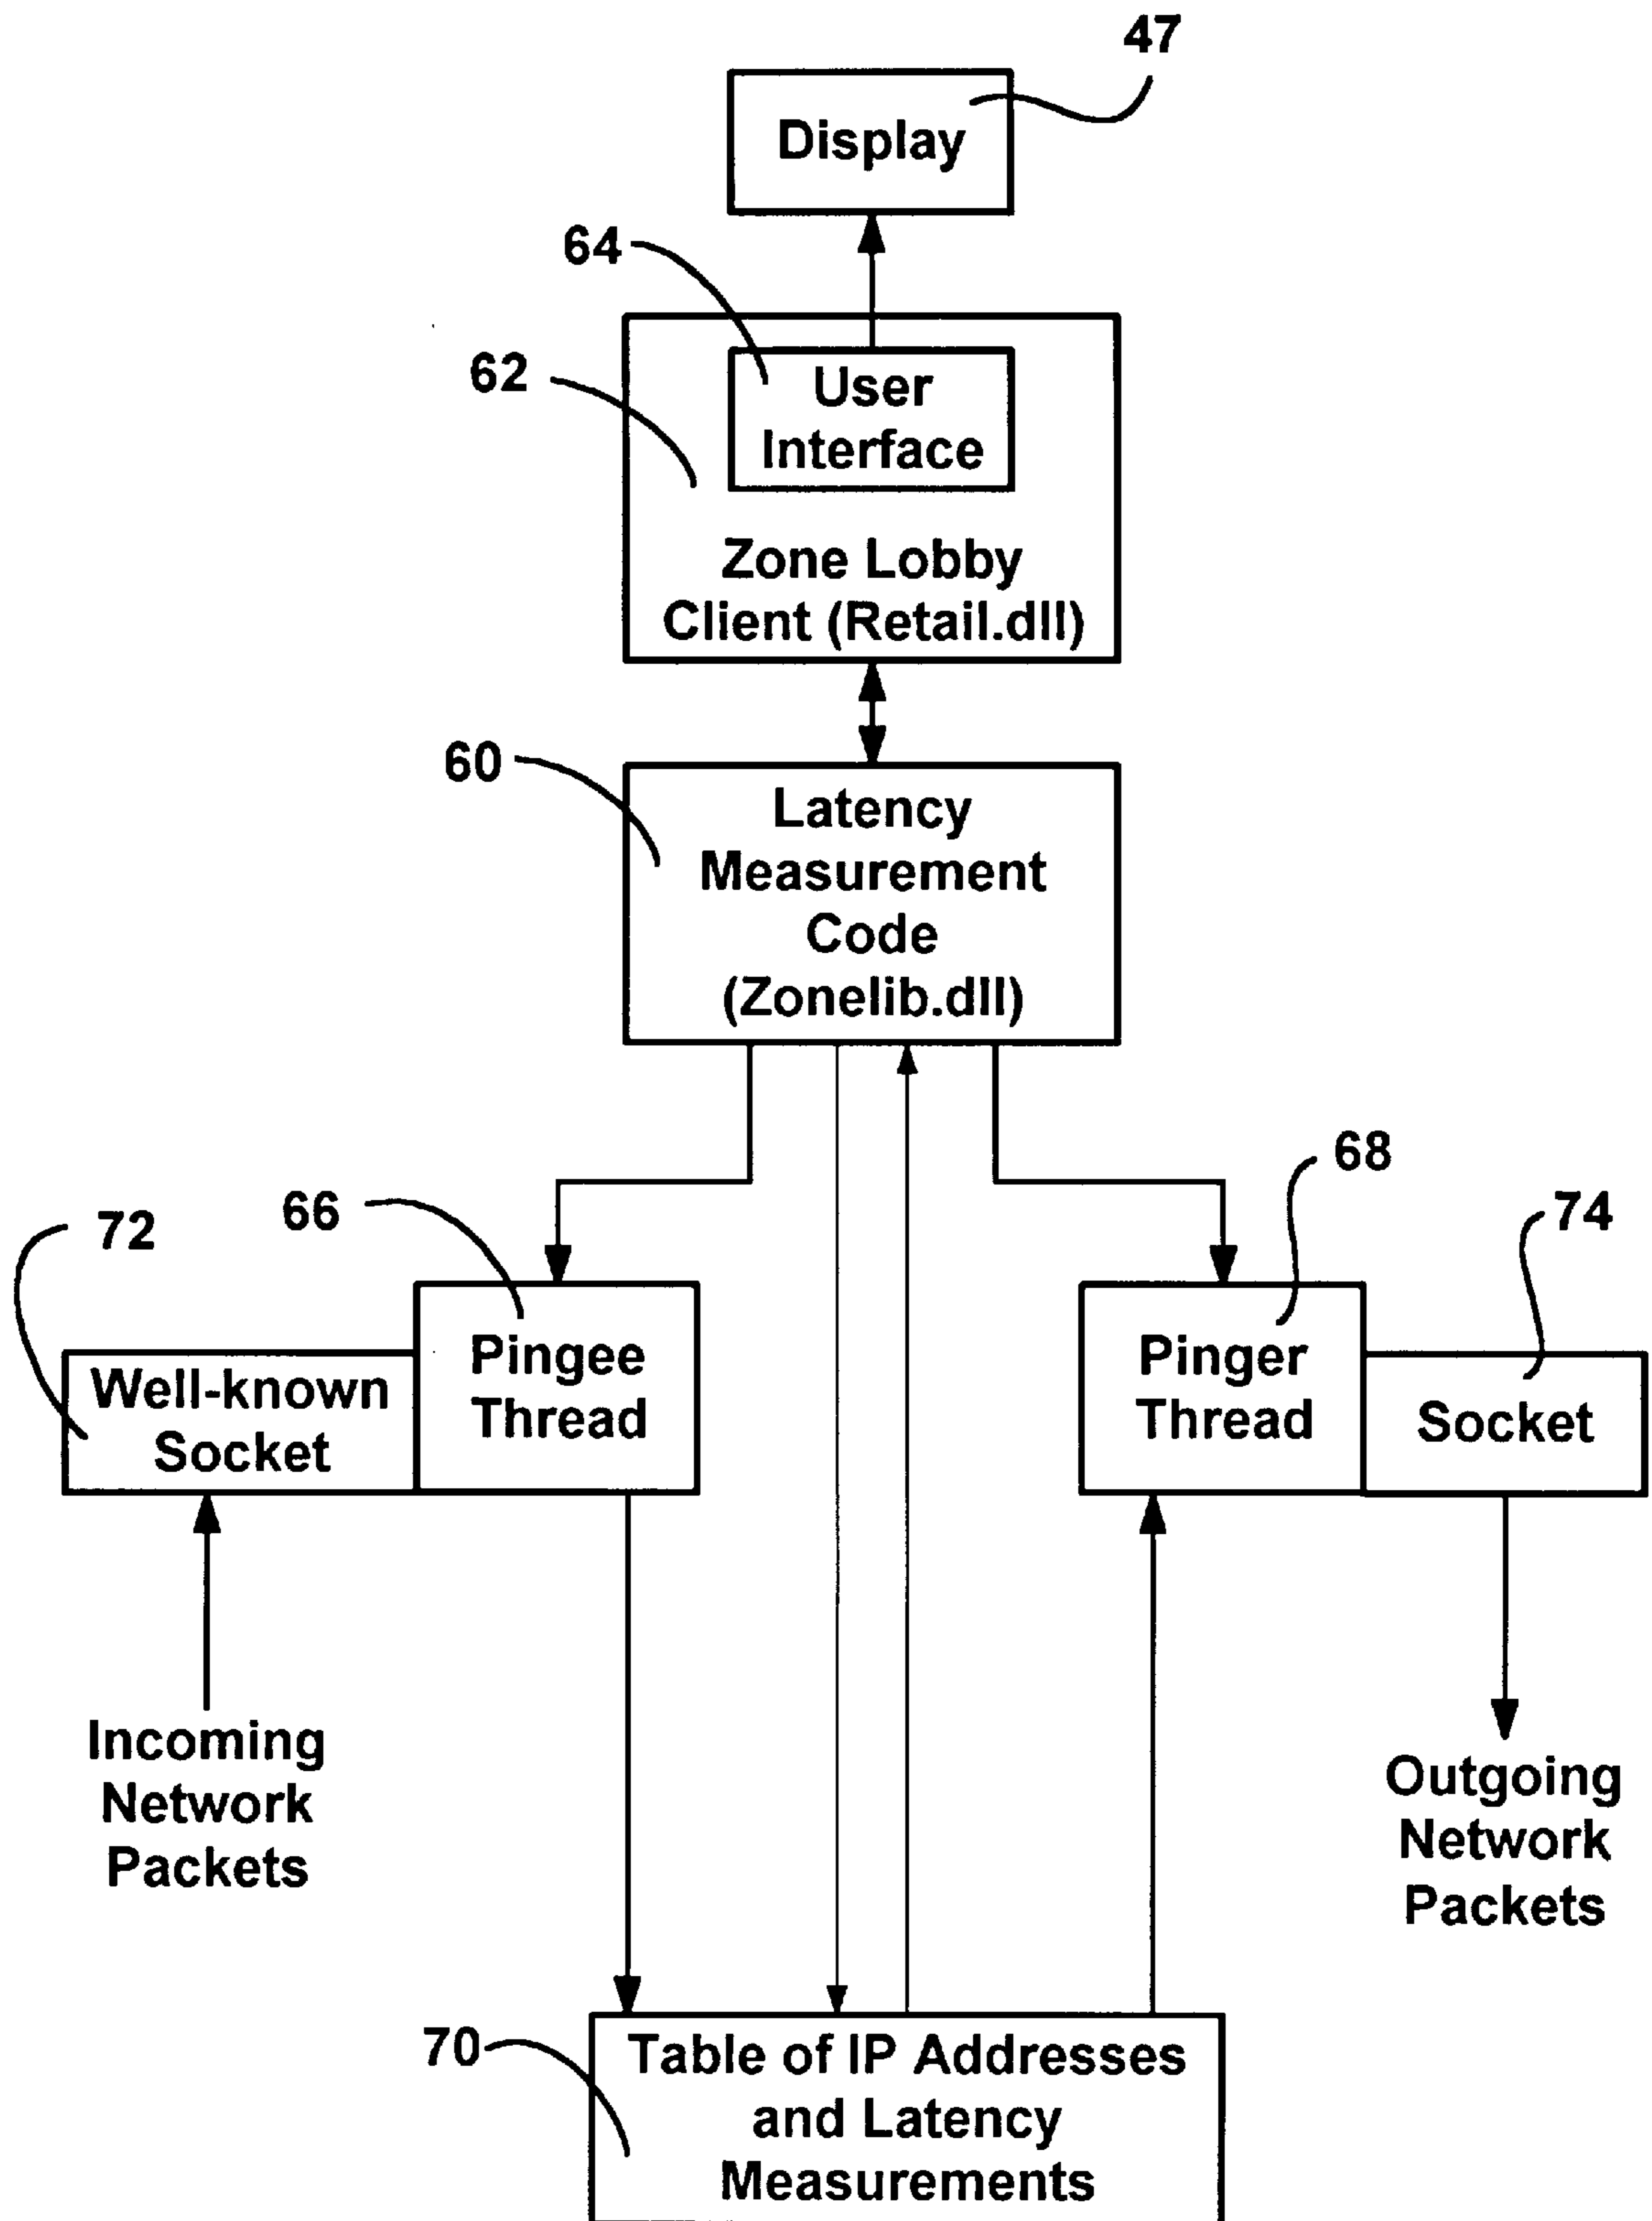 47
Display
64
62
User
Interface
Zone Lobby
Client (Retail.dll)
60
Latency
Measurement
Code
(Zonelib.dll)
68
66
72
74
Pingee
Thread
Well-known
Socket
Pinger
Thread
Socket
Incoming
Network
Packets
Outgoing
Network
Packets
70
Table of IP Addresses
and Latency
Measurements